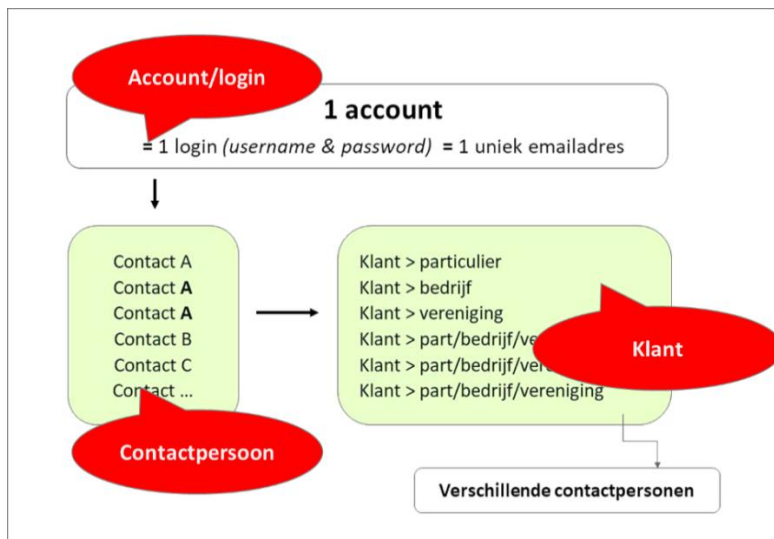 Account/login
1 account
= 1 login (username & password) = 1 uniek emailadres
Contact A
Contact A
Contact A
Contact B
Contact C
Contact ...
Klant > particulier
Klant > bedrijf
Klant > vereniging
Klant > part/bedrijf/ve
Klant > part/bedrijf/ve
Klant > part/bedrijf/vereniging
Klant
Contactpersoon
Verschillende contactpersonen